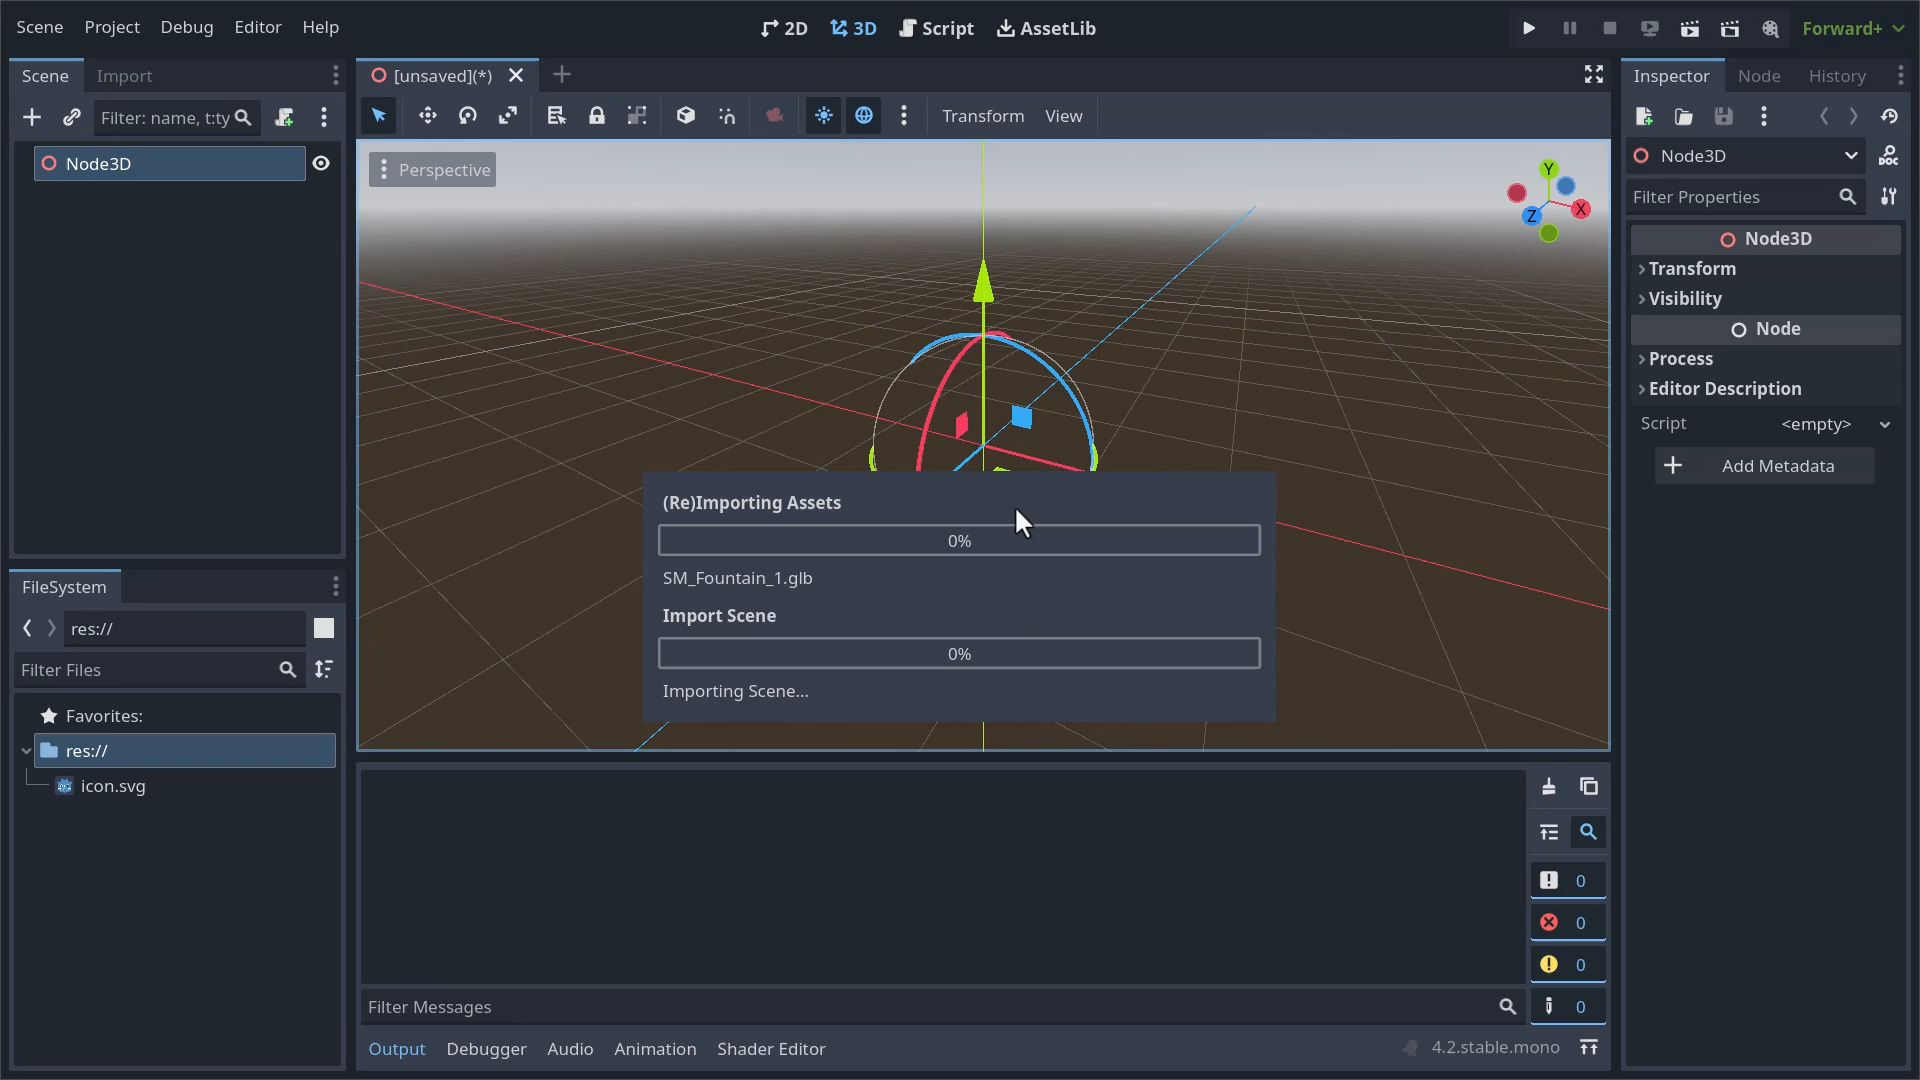 Scene Project Debug Editor Help
2D 3D Script AssetLib
Forward+
Scene Import
Filter: name, t:ty
Node3D
[unsaved](*)
Transform View
Perspective
Y
X
Z
Inspector Node History
Node3D
DOC
Filter Properties
Node3D
Transform
Visibility
Node
Process
Editor Description
Script <empty>
Add Metadata
(Re)Importing Assets
0%
SM_Fountain_1.glb
Import Scene
0%
Importing Scene...
FileSystem
res://
Filter Files
Favorites:
res://
icon.svg
0
0
0
0
Filter Messages
Output Debugger Audio Animation Shader Editor
4.2.stable.mono